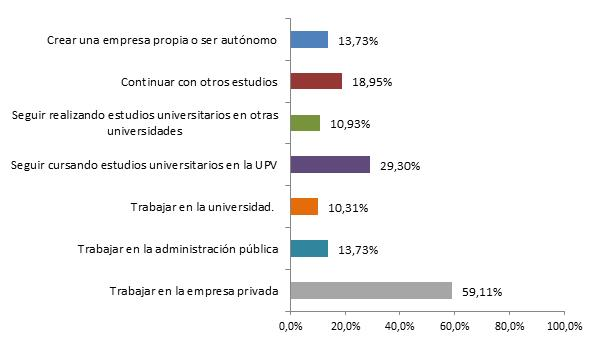 Crear una empresa propia o ser autónomo 13,73%
Continuar con otros estudios 18,95%
Seguir realizando estudios universitarios en otras
universidades 10,93%
Seguir cursando estudios universitarios en la UPV 29,30%
Trabajar en la universidad. 10,31%
Trabajar en la administración pública 13,73%
Trabajar en la empresa privada 59,11%
0,0% 20,0% 40,0% 60,0% 80,0% 100,0%